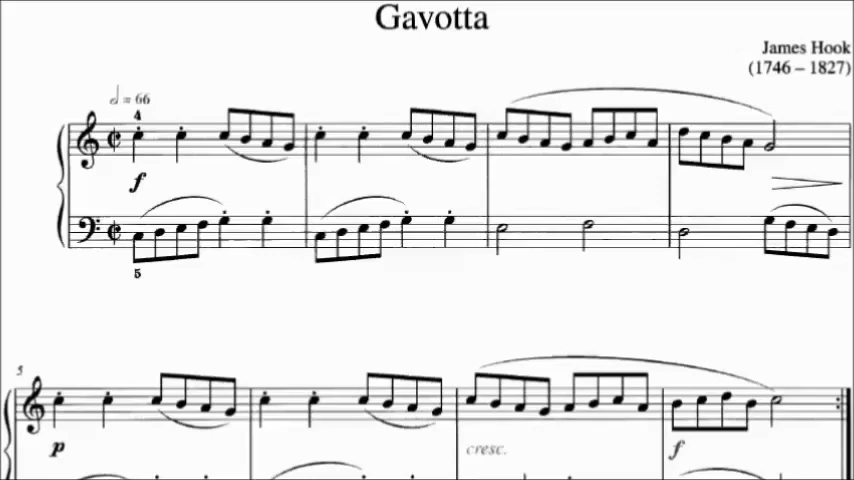 Gavotta
James Hook
(1746 – 1827)
= 66
4
f
5
5
p
cresc.
f